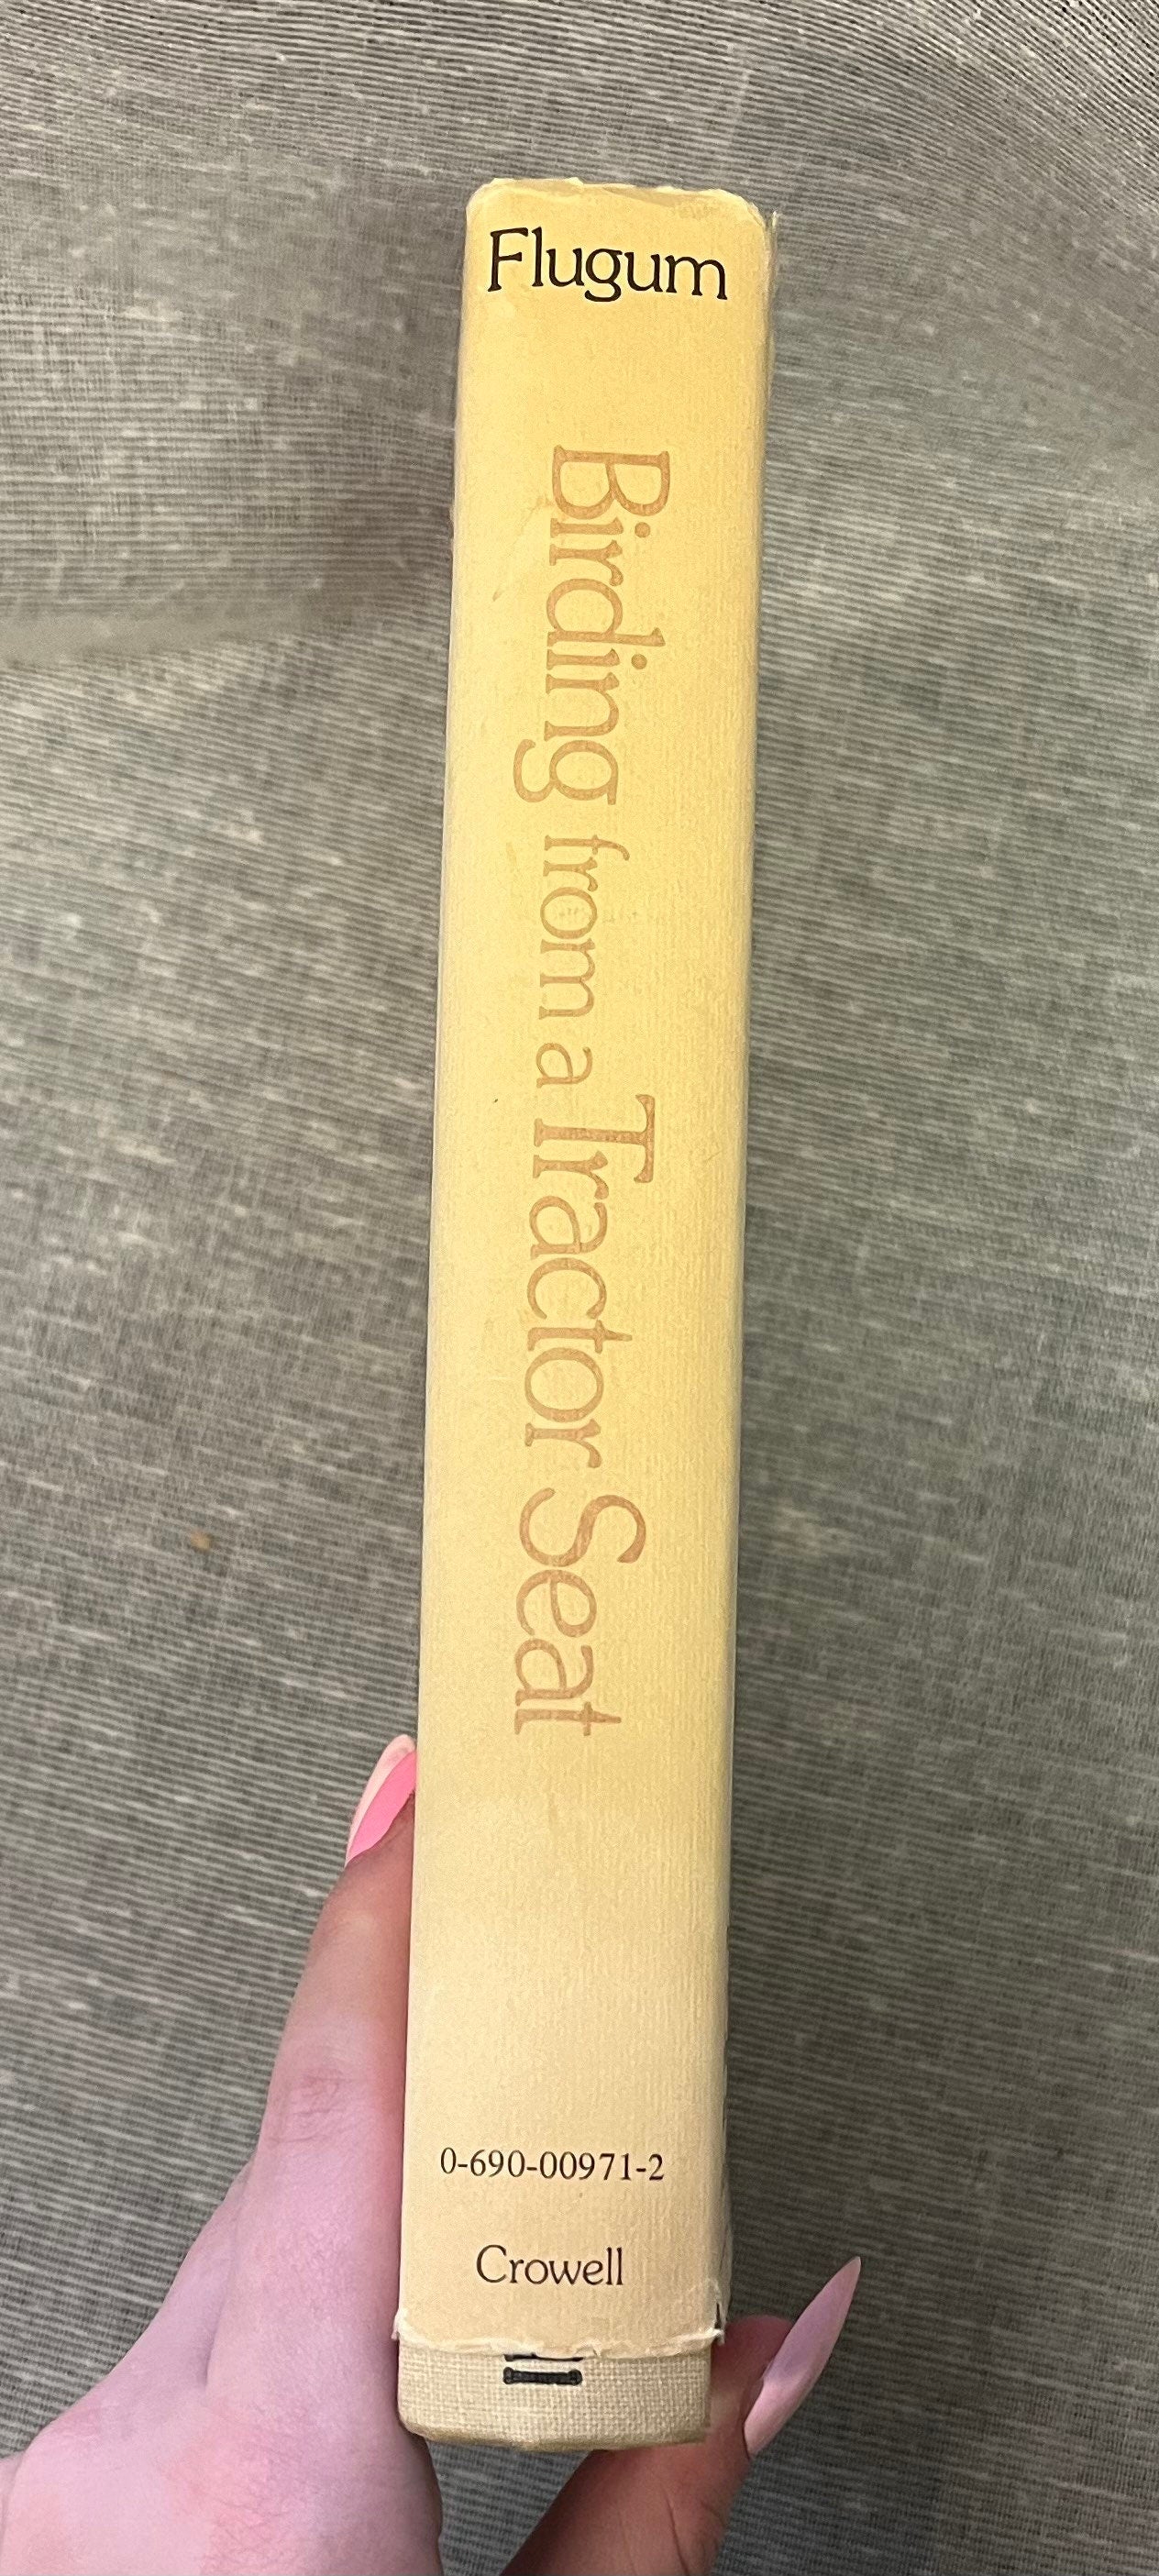 Flugum
Birding from a Tractor Seat
0-690-00971-2
Crowell